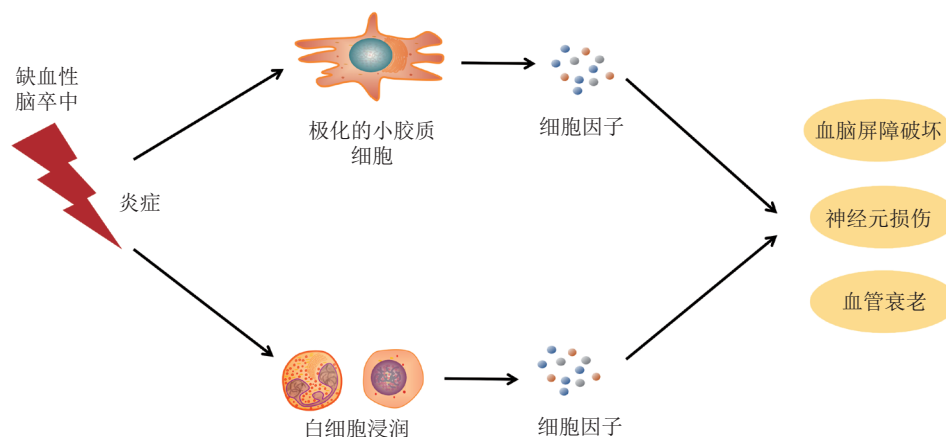 缺血性
脑卒中
炎症
极化的小胶质
细胞
细胞因子
白细胞浸润
细胞因子
血脑屏障破坏
神经元损伤
血管衰老